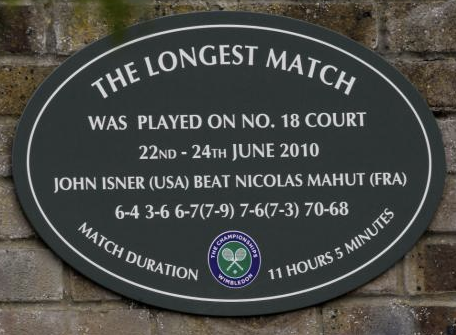 THE LONGEST MATCH
WAS PLAYED ON NO. 18 COURT
22ND - 24TH JUNE 2010
JOHN ISNER (USA) BEAT NICOLAS MAHUT (FRA)
6-4 3-6 6-7(7-9) 7-6(7-3) 70-68
MATCH DURATION 11 HOURS 5 MINUTES
THE CHAMPIONSHIPS
WIMBLEDON